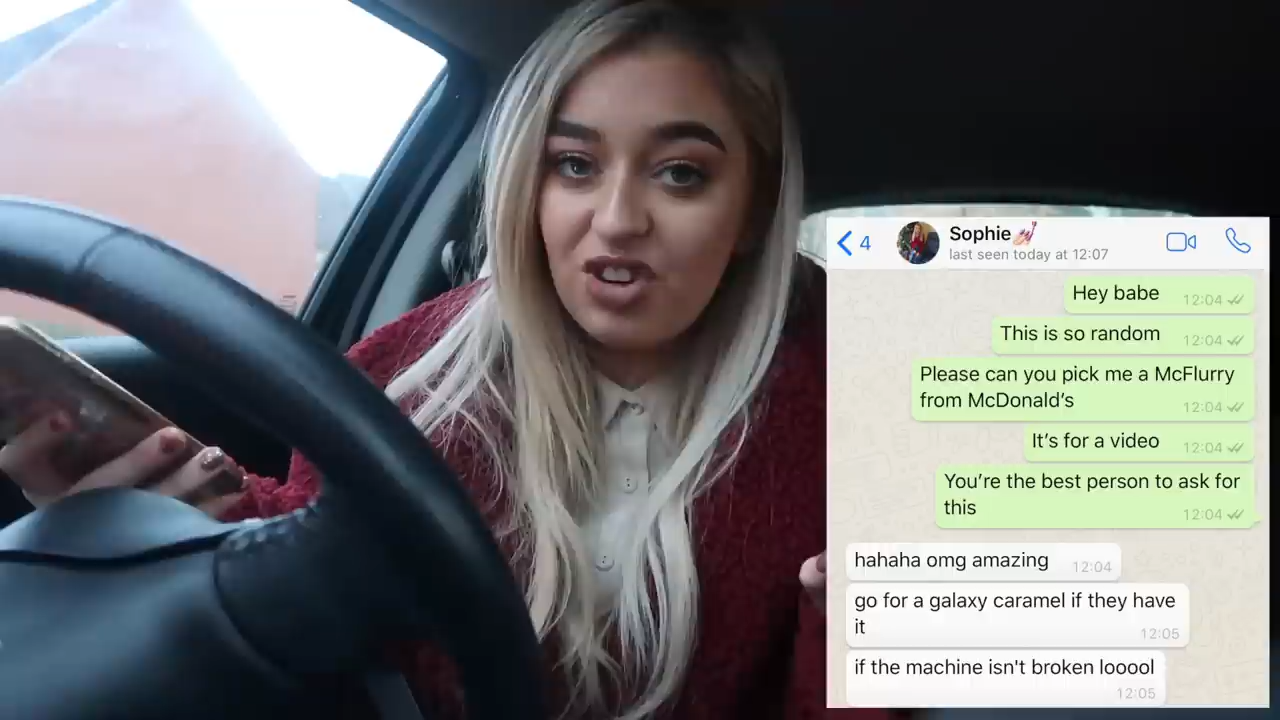 4
Sophie💅🏼
last seen today at 12:07
Hey babe 12:04
This is so random 12:04
Please can you pick me a McFlurry
from McDonald's 12:04
It's for a video 12:04
You're the best person to ask for
this 12:04
hahaha omg amazing 12:04
go for a galaxy caramel if they have
it 12:05
if the machine isn't broken looool
12:05